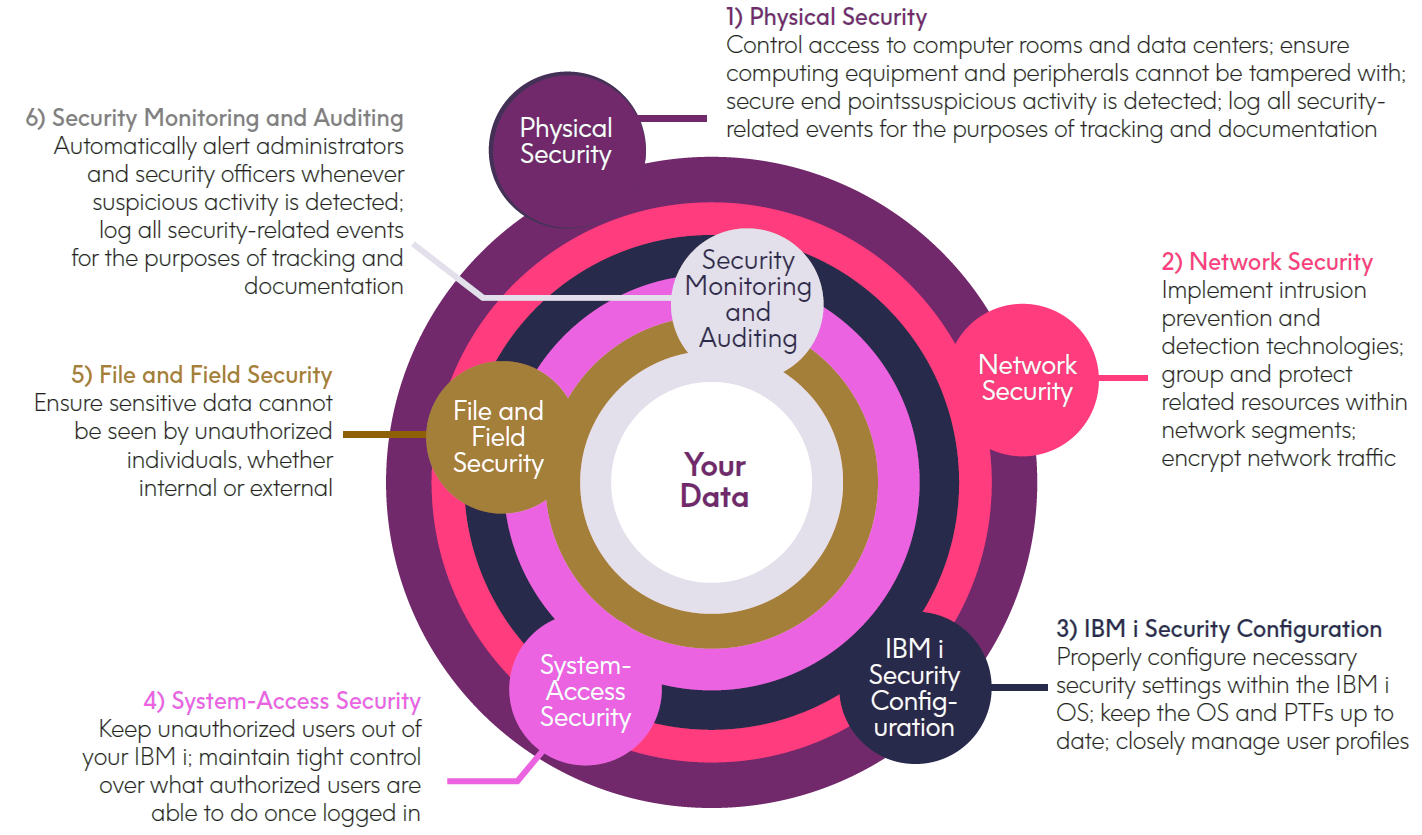 1) Physical Security
Control access to computer rooms and data centers; ensure
computing equipment and peripherals cannot be tampered with;
secure end pointssuspicious activity is detected; log all security-
related events for the purposes of tracking and documentation
Physical
Security
6) Security Monitoring and Auditing
Automatically alert administrators
and security officers whenever
suspicious activity is detected;
log all security-related events
for the purposes of tracking and
documentation
Security
Monitoring
and
Auditing
2) Network Security
Implement intrusion
prevention and
detection technologies;
group and protect
related resources within
network segments;
encrypt network traffic
Network
Security
5) File and Field Security
Ensure sensitive data cannot
be seen by unauthorized
individuals, whether
internal or external
File and
Field
Security
Your
Data
3) IBM i Security Configuration
Properly configure necessary
security settings within the IBM i
OS; keep the OS and PTFs up to
date; closely manage user profiles
IBM i
Security
Config-
uration
System-
Access
Security
4) System-Access Security
Keep unauthorized users out of
your IBM i; maintain tight control
over what authorized users are
able to do once logged in